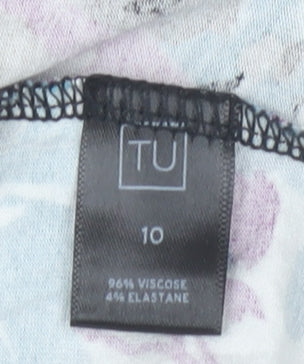 TU
10
96% VISCOSE
4% ELASTANE